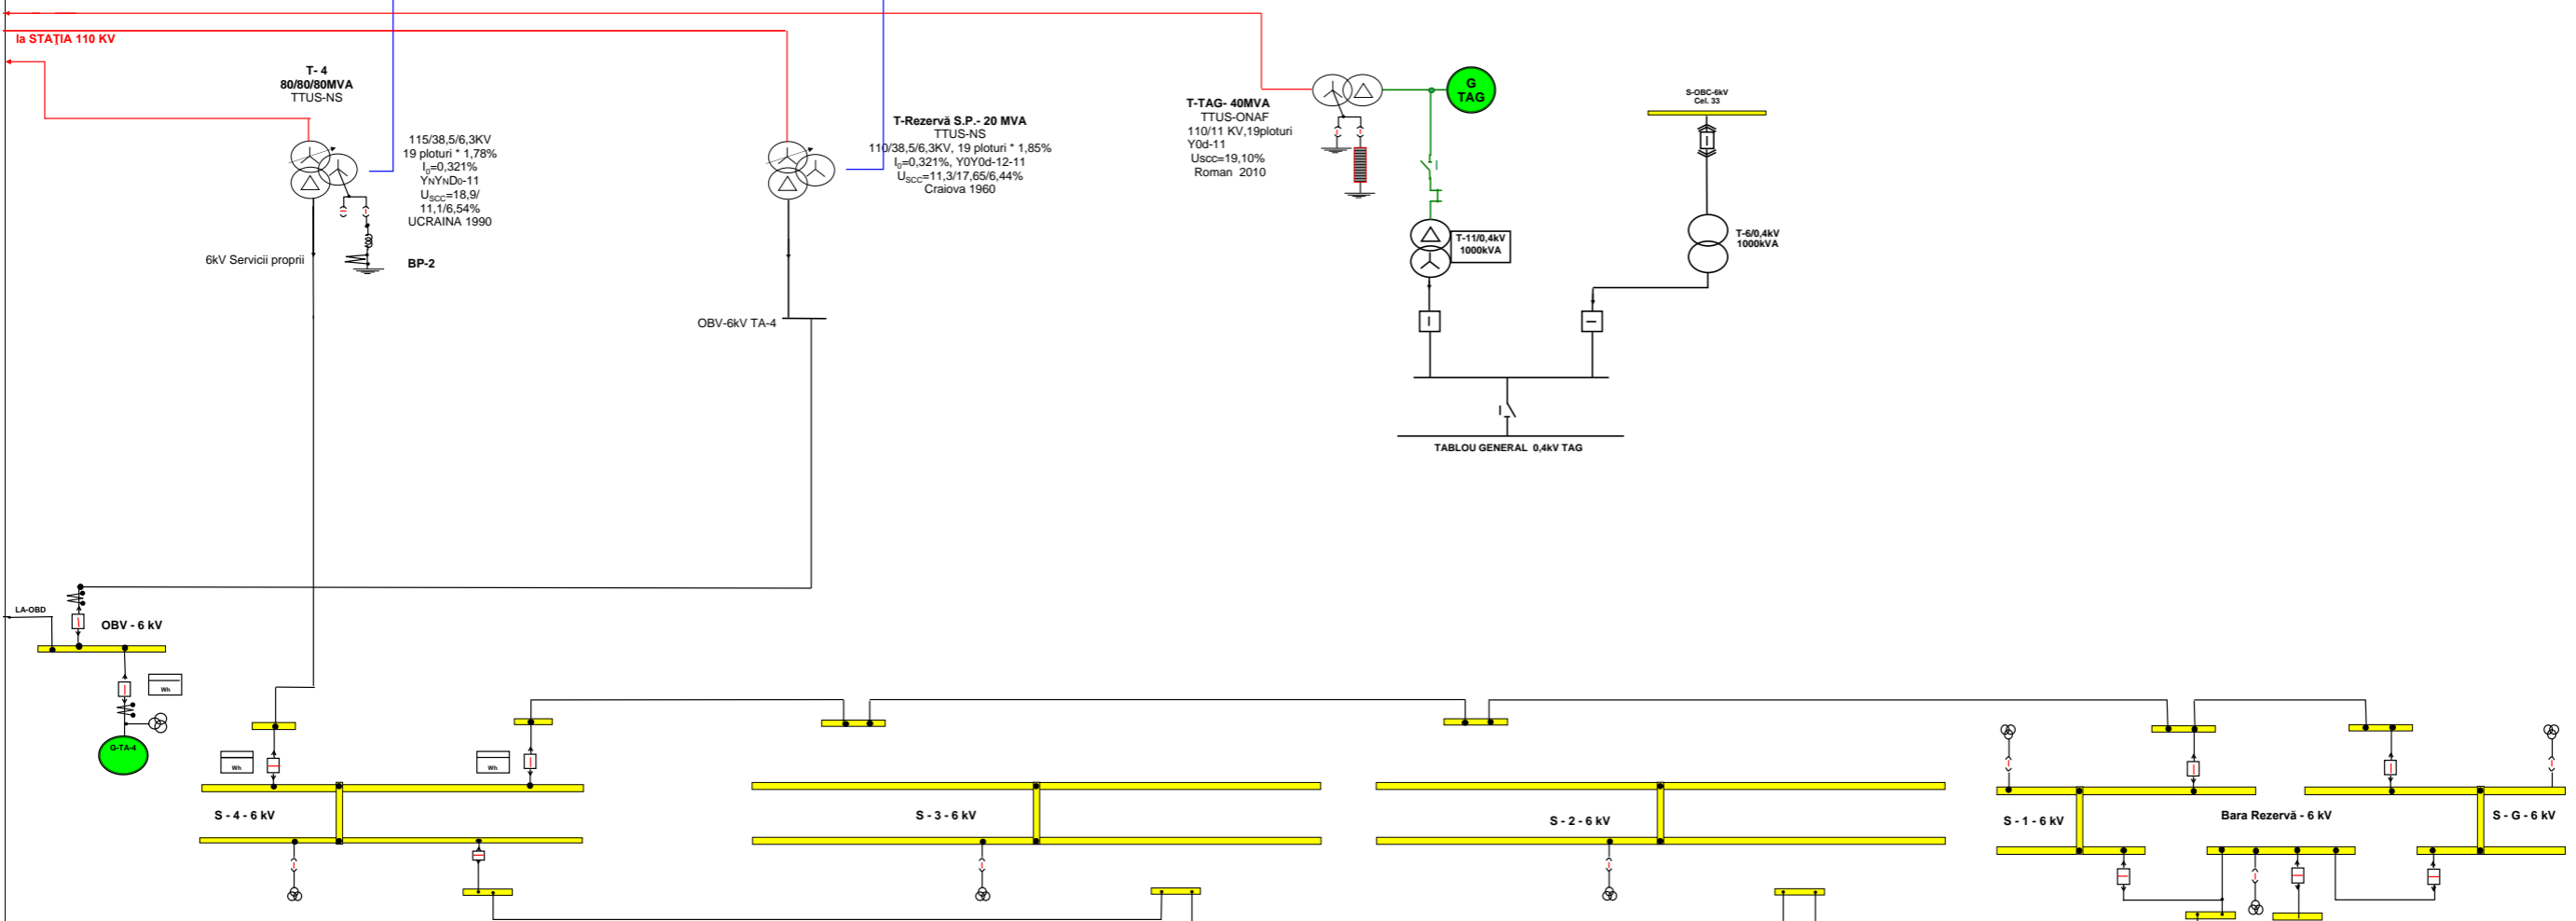 la STAŢIA 110 KV
T- 4
80/80/80MVA
TTUS-NS
115/38,5/6,3KV
19 ploturi * 1,78%
I0=0,321%
YNYND0-11
USCC=18,9/
11,1/6,54%
UCRAINA 1990
6kV Servicii proprii
BP-2
T-Rezervă S.P.- 20 MVA
TTUS-NS
110/38,5/6,3KV, 19 ploturi * 1,85%
I0=0,321%, Y0Y0d-12-11
USCC=11,3/17,65/6,44%
Craiova 1960
OBV-6kV TA-4
T-TAG- 40MVA
TTUS-ONAF
110/11 KV,19ploturi
Y0d-11
Uscc=19,10%
Roman 2010
G
TAG
T-11/0,4kV
1000kVA
S-OBC-6kV
Cel. 33
T-6/0,4kV
1000kVA
TABLOU GENERAL 0,4kV TAG
LA-OBD
OBV - 6 kV
Wh
G-TA-4
Wh
Wh
S - 4 - 6 kV
S - 3 - 6 kV
S - 2 - 6 kV
S - 1 - 6 kV
Bara Rezervă - 6 kV
S - G - 6 kV